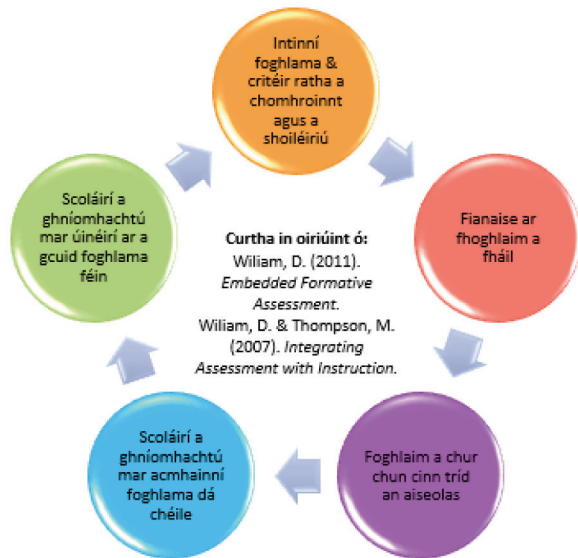 Intinní
foghlama &
critéir ratha a
chomhroinnt
agus a
shoiléiriú
Fianaise ar
fhoghlaim a
fháil
Foghlaim a chur
chun cinn tríd
an aiseolas
Scoláirí a
ghníomhachtú
mar acmhainní
foghlama dá
chéile
Scoláirí a
ghníomhachtú
mar úinéirí ar a
gcuid foghlama
féin
Curtha in oiriúint ó:
Wiliam, D. (2011).
Embedded Formative
Assessment.
Wiliam, D. & Thompson, M.
(2007). Integrating
Assessment with Instruction.